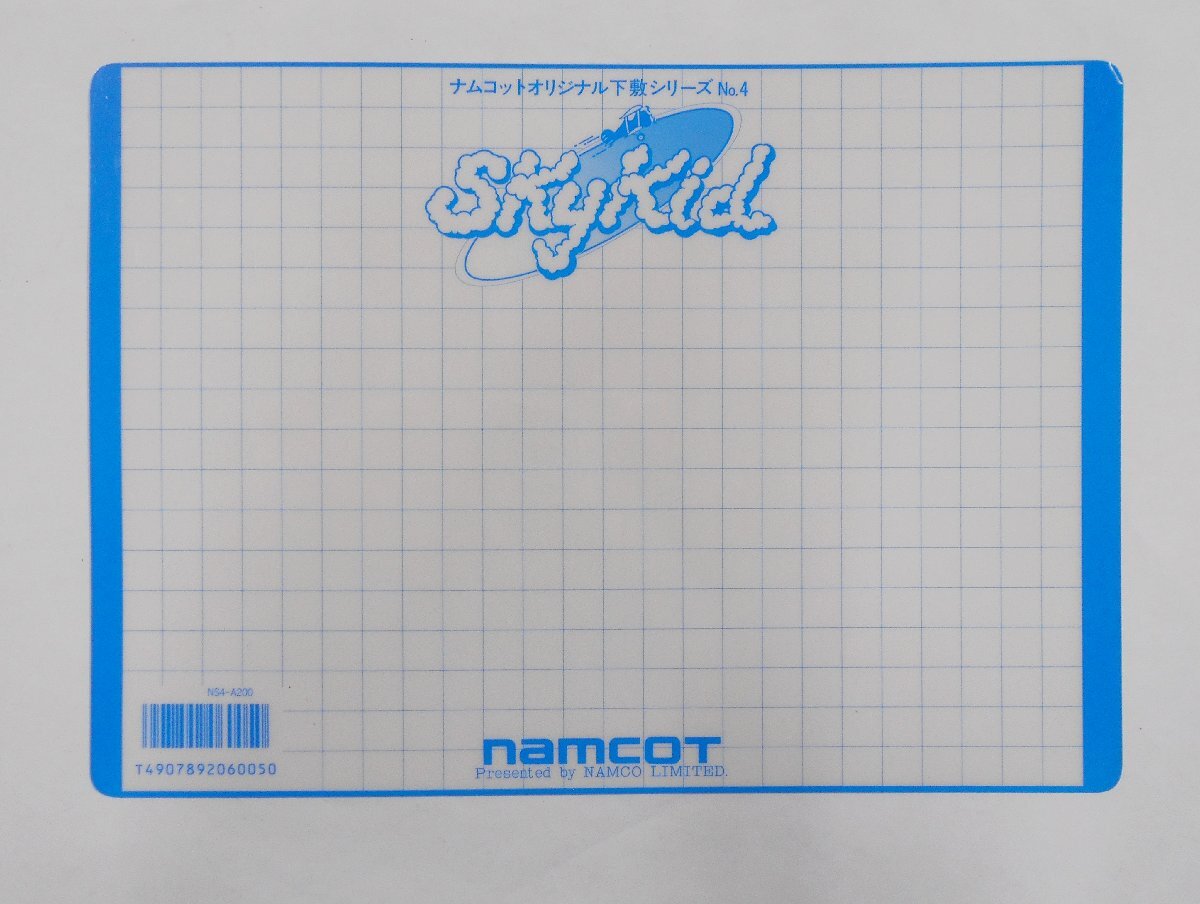 ナムコットオリジナル下敷シリーズ No.4
SkyKid
NS4-A200
T4907892060050
namcot
Presented by NAMCO LIMITED.